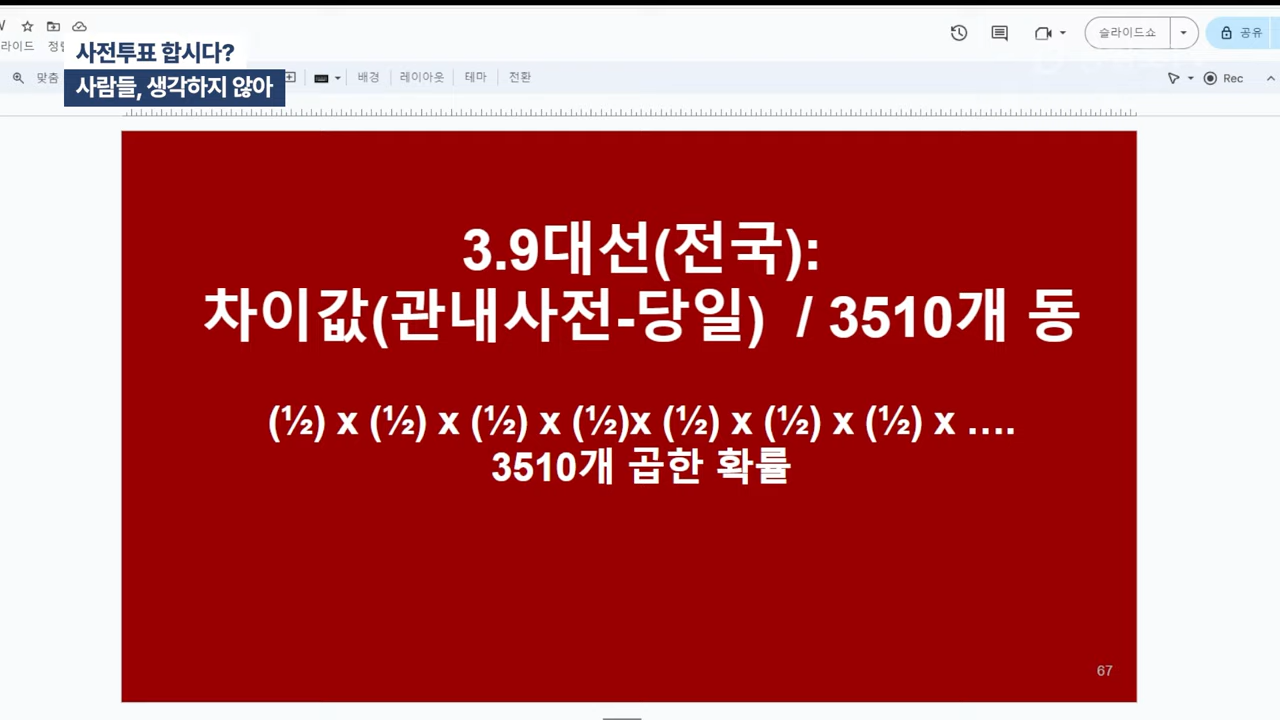 사전투표 합시다?
사람들, 생각하지 않아
슬라이드쇼
공유
맞춤
배경
레이아웃
테마
전환
Rec
3.9대선(전국):
차이값(관내사전-당일) / 3510개 동
(½) x (½) x (½) x (½)x (½) x (½) x (½) x ....
3510개 곱한 확률
67